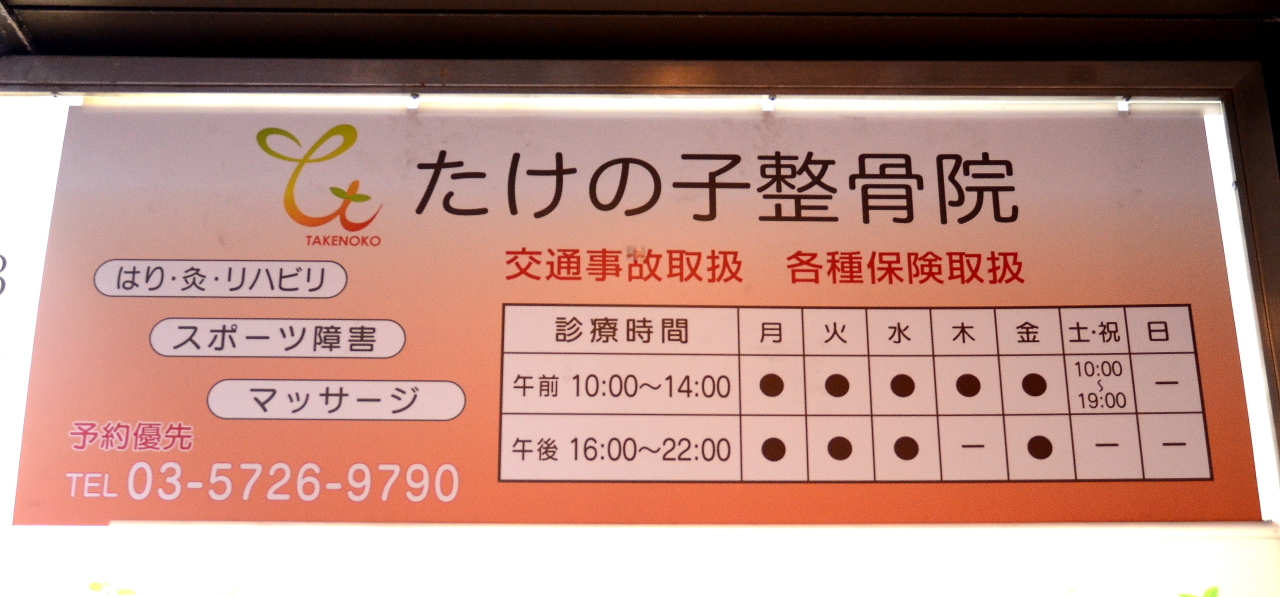 たけの子整骨院
TAKENOKO
交通事故取扱 各種保険取扱
はり・灸・リハビリ
スポーツ障害
マッサージ
予約優先
TEL 03-5726-9790
診療時間 月 火 水 木 金 土・祝 日
午前 10:00〜14:00 ● ● ● ● ● 10:00〜19:00 ー
午後 16:00〜22:00 ● ● ● ー ● ー ー